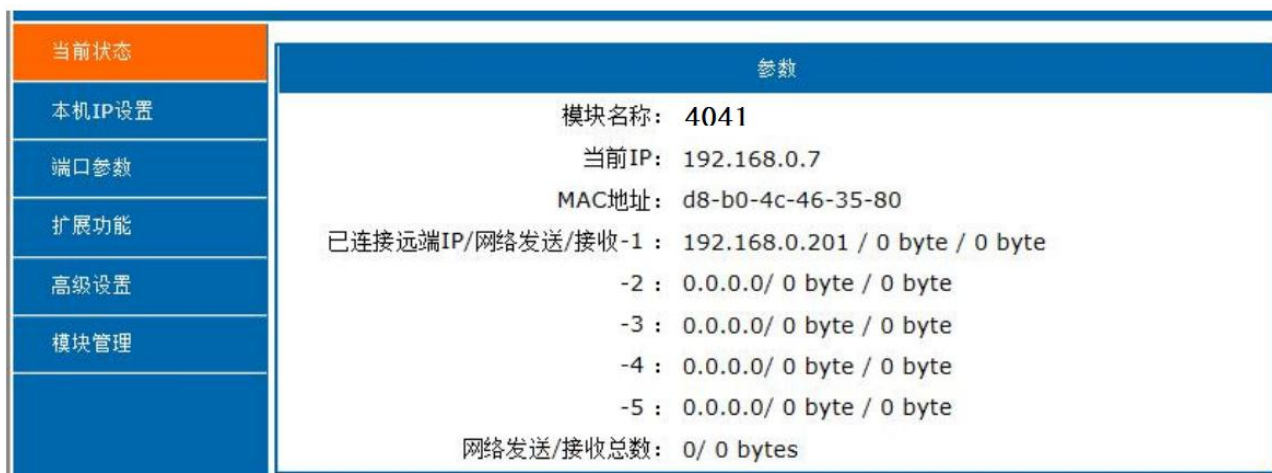 当前状态
本机IP设置
端口参数
扩展功能
高级设置
模块管理
参数
模块名称： 4041
当前IP： 192.168.0.7
MAC地址： d8-b0-4c-46-35-80
已连接远端IP/网络发送/接收-1： 192.168.0.201 / 0 byte / 0 byte
-2： 0.0.0.0/ 0 byte / 0 byte
-3： 0.0.0.0/ 0 byte / 0 byte
-4： 0.0.0.0/ 0 byte / 0 byte
-5： 0.0.0.0/ 0 byte / 0 byte
网络发送/接收总数： 0/ 0 bytes